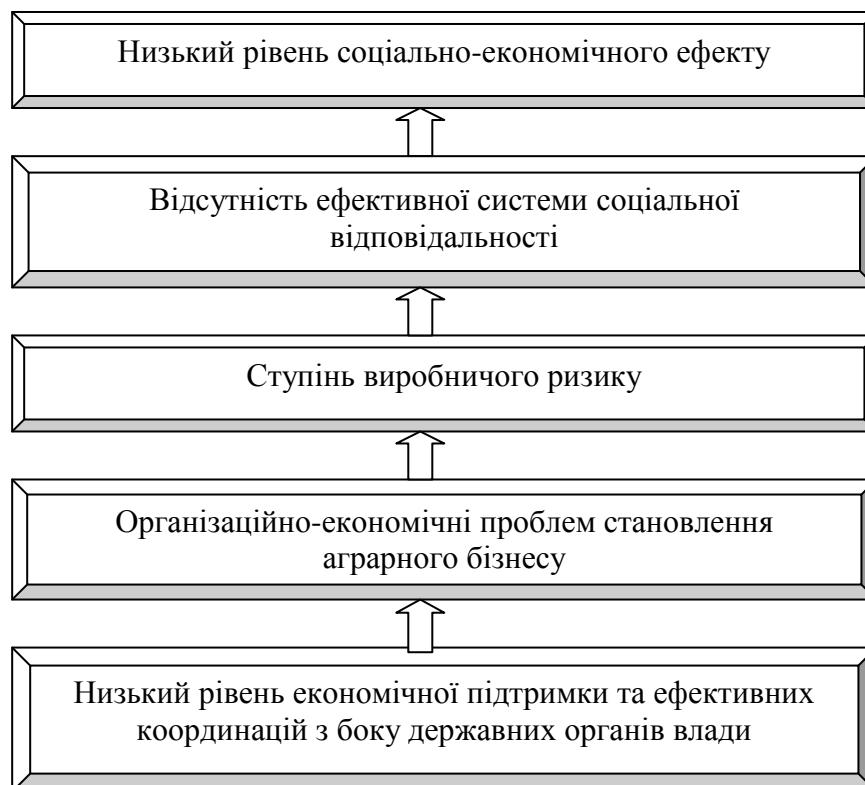 Низький рівень соціально-економічного ефекту
Відсутність ефективної системи соціальної
відповідальності
Ступінь виробничого ризику
Організаційно-економічні проблем становлення
аграрного бізнесу
Низький рівень економічної підтримки та ефективних
координацій з боку державних органів влади